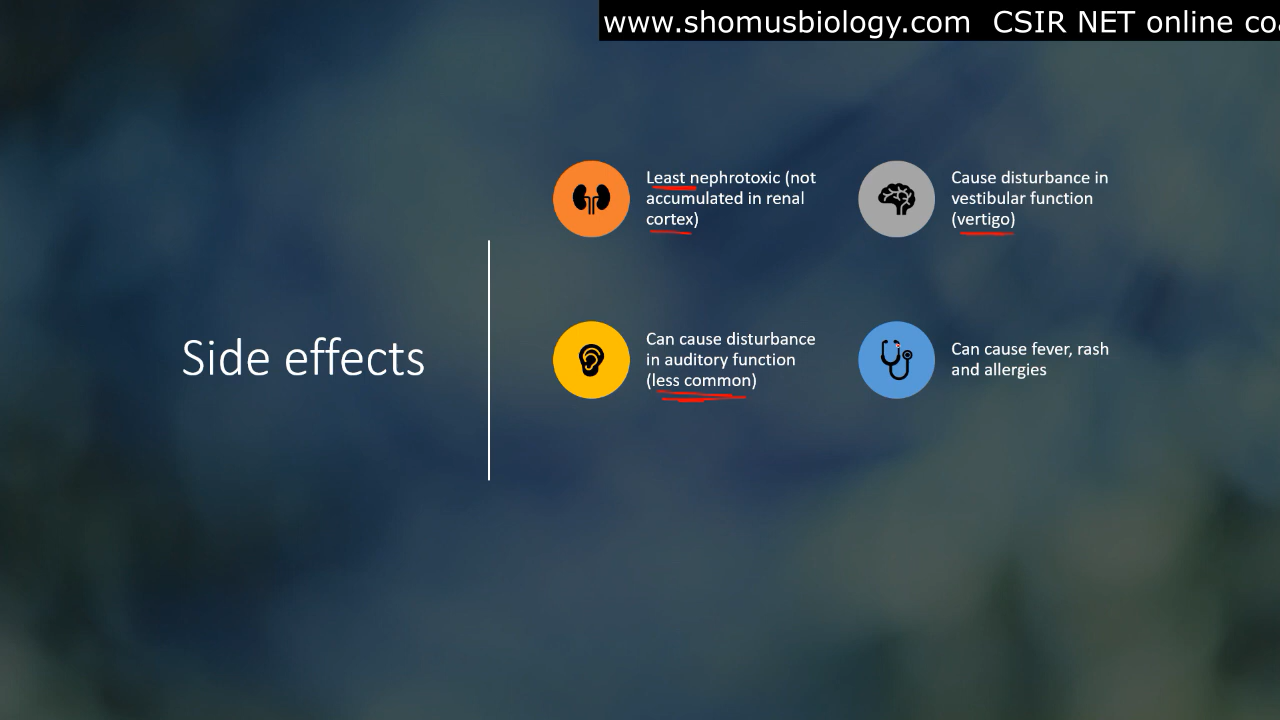 www.shomusbiology.com  CSIR NET online co
Side effects
Least nephrotoxic (not
accumulated in renal
cortex)
Cause disturbance in
vestibular function
(vertigo)
Can cause disturbance
in auditory function
(less common)
Can cause fever, rash
and allergies